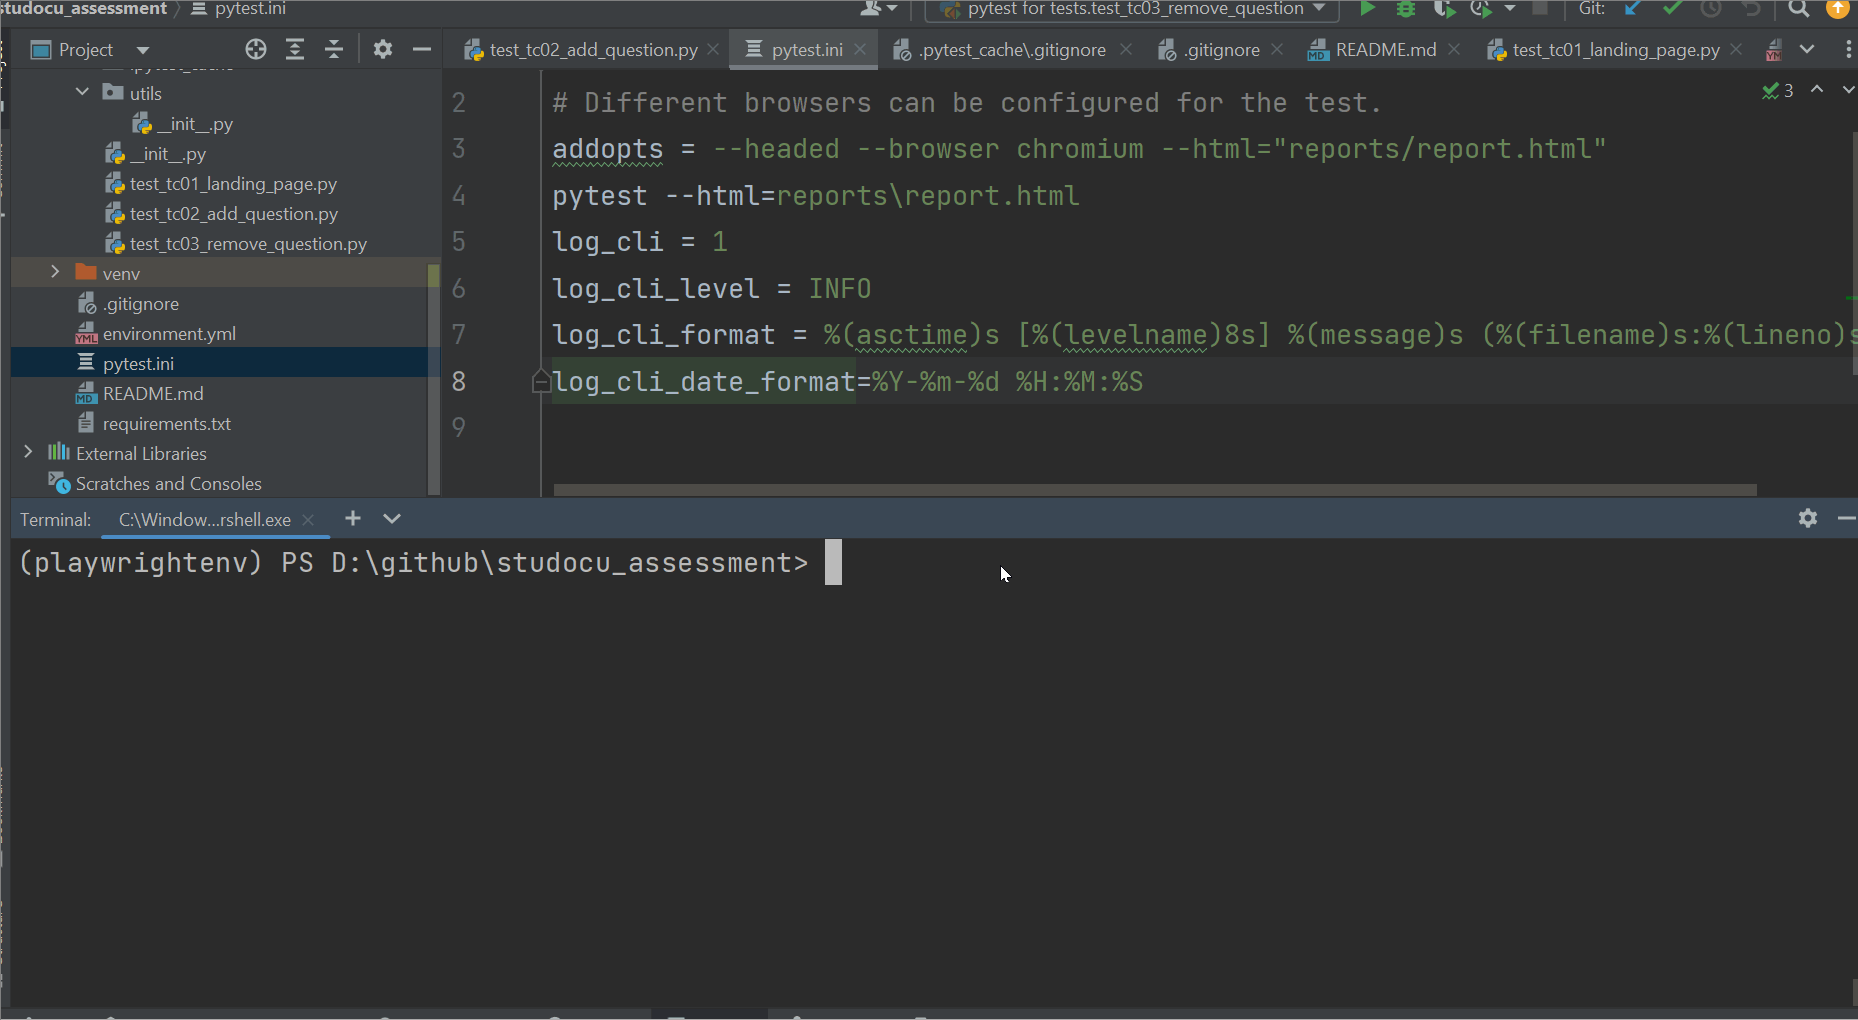 studocu_assessment pytest.ini
pytest for tests.test_tc03_remove_question Git:
Project
test_tc02_add_question.py pytest.ini .pytest_cache\.gitignore .gitignore README.md test_tc01_landing_page.py
utils
__init__.py
__init__.py
test_tc01_landing_page.py
test_tc02_add_question.py
test_tc03_remove_question.py
venv
.gitignore
environment.yml
pytest.ini
README.md
requirements.txt
External Libraries
Scratches and Consoles
3
2 # Different browsers can be configured for the test.
3 addopts = --headed --browser chromium --html="reports/report.html"
4 pytest --html=reports\report.html
5 log_cli = 1
6 log_cli_level = INFO
7 log_cli_format = %(asctime)s [%(levelname)8s] %(message)s (%(filename)s:%(lineno)s
8 log_cli_date_format=%Y-%m-%d %H:%M:%S
9
Terminal: C:\Window...rshell.exe
(playwrightenv) PS D:\github\studocu_assessment>